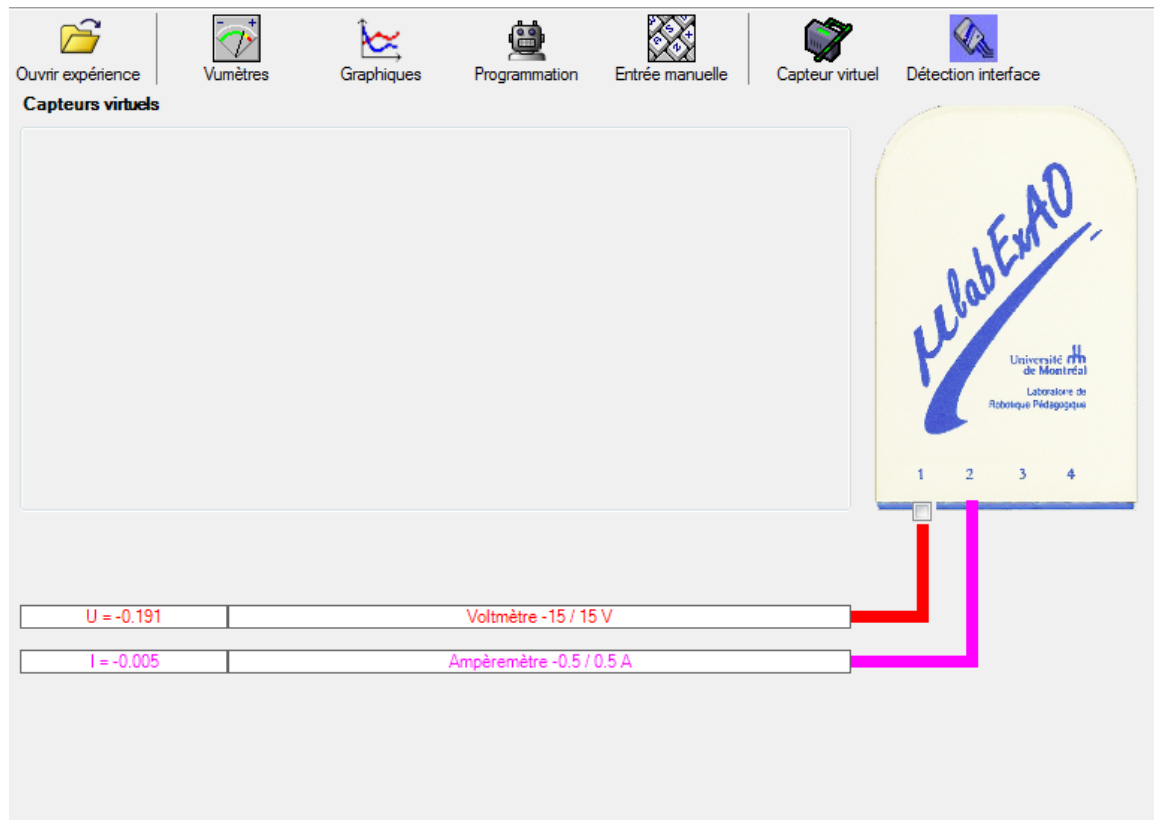 Ouvrir expérience Vumètres Graphiques Programmation Entrée manuelle Capteur virtuel Détection interface
Capteurs virtuels
µlabExAO
Université
de Montréal
Laboratoire de
Robotique Pédagogique
1 2 3 4
U = -0.191 Voltmètre -15 / 15 V
I = -0.005 Ampèremètre -0.5 / 0.5 A